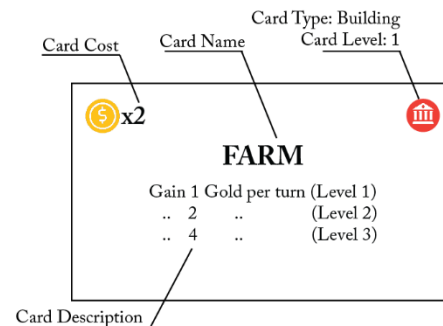 Card Type: Building
Card Cost
Card Name
Card Level: 1
$
x2
FARM
Gain 1 Gold per turn (Level 1)
.. 2 .. (Level 2)
.. 4 .. (Level 3)
Card Description